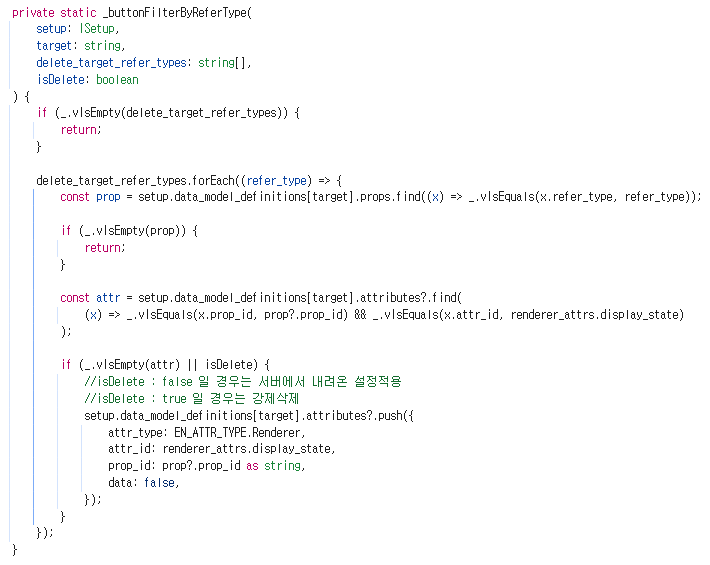 private static _buttonFilterByReferType(
    setup: ISetup,
    target: string,
    delete_target_refer_types: string[],
    isDelete: boolean
) {
    if (_.vIsEmpty(delete_target_refer_types)) {
        return;
    }

    delete_target_refer_types.forEach((refer_type) => {
        const prop = setup.data_model_definitions[target].props.find((x) => _.vIsEquals(x.refer_type, refer_type));

        if (_.vIsEmpty(prop)) {
            return;
        }

        const attr = setup.data_model_definitions[target].attributes?.find(
            (x) => _.vIsEquals(x.prop_id, prop?.prop_id) && _.vIsEquals(x.attr_id, renderer_attrs.display_state)
        );

        if (_.vIsEmpty(attr) || isDelete) {
            //isDelete : false 일 경우는 서버에서 내려온 설정적용
            //isDelete : true 일 경우는 강제삭제
            setup.data_model_definitions[target].attributes?.push({
                attr_type: EN_ATTR_TYPE.Renderer,
                attr_id: renderer_attrs.display_state,
                prop_id: prop?.prop_id as string,
                data: false,
            });
        }
    });
}